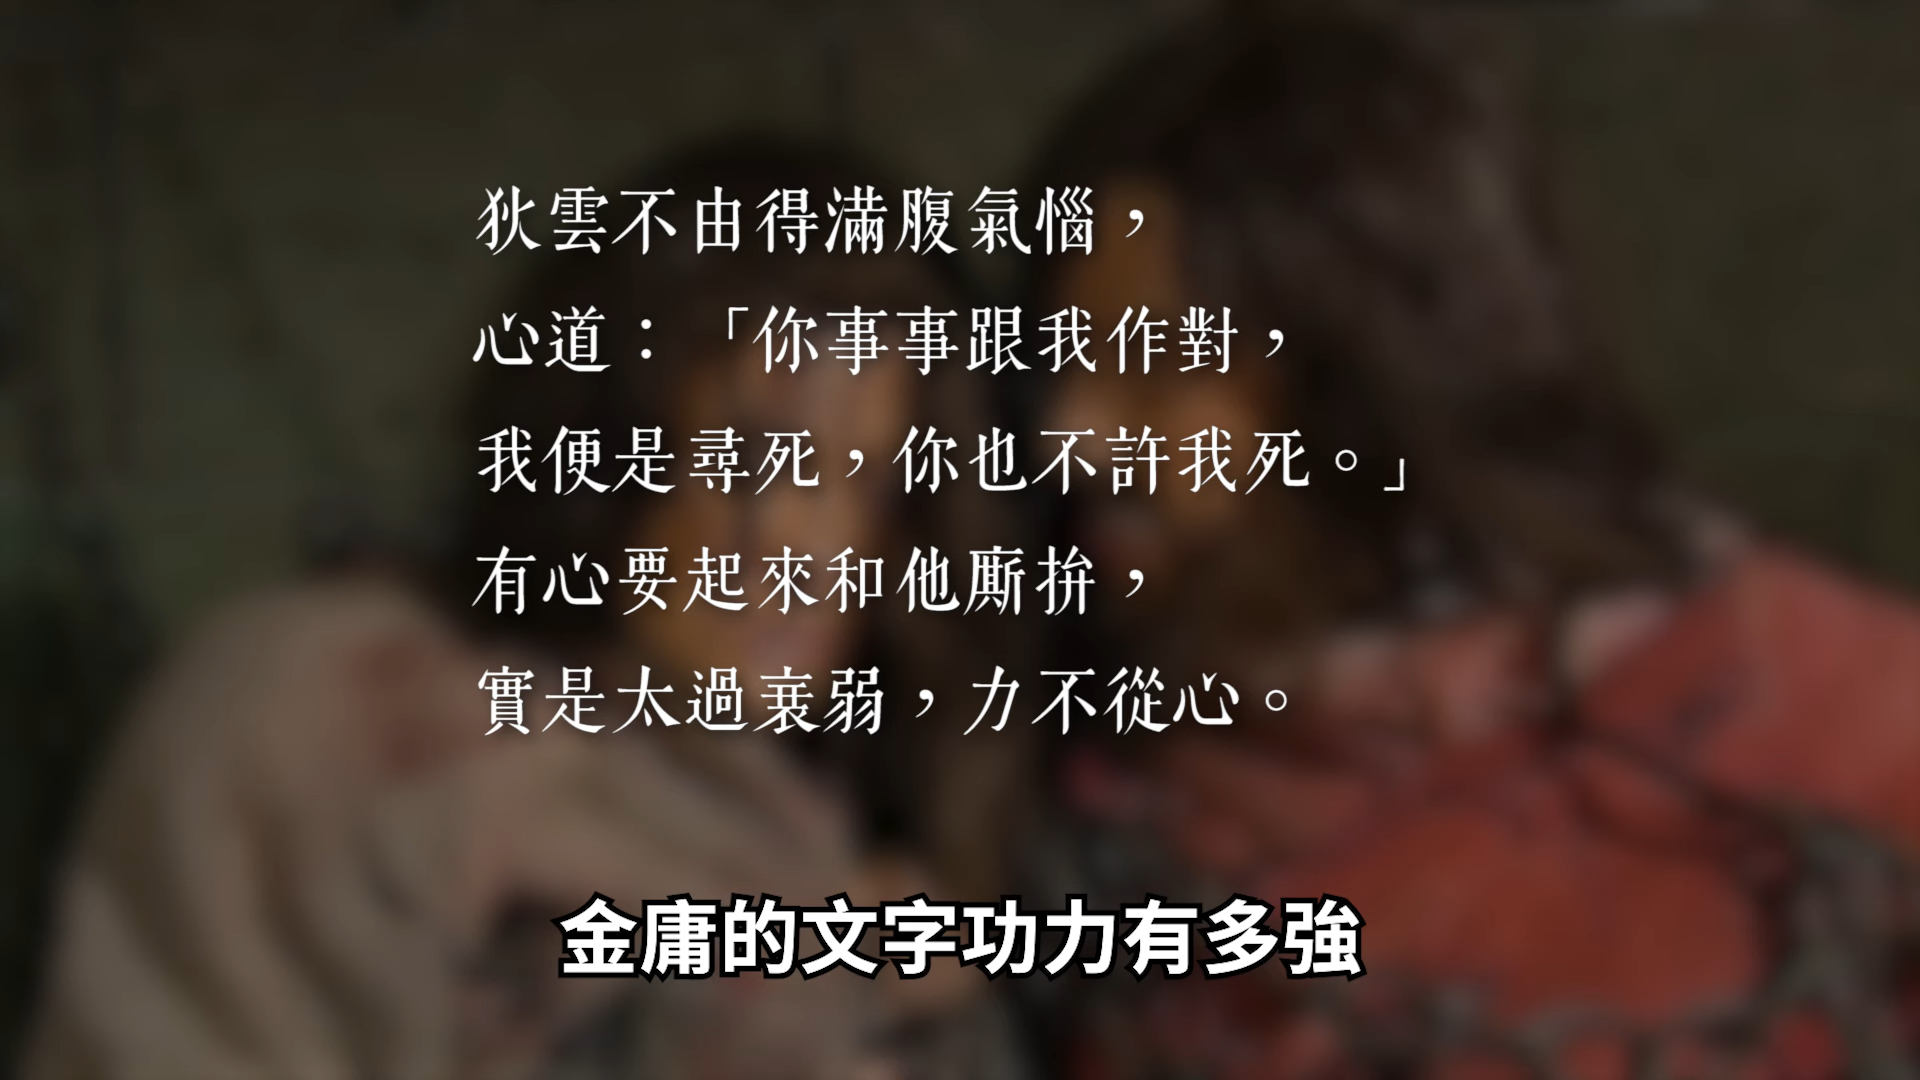 狄雲不由得滿腹氣惱，
心道：「你事事跟我作對，
我便是尋死，你也不許我死。」
有心要起來和他廝拚，
實是太過衰弱，力不從心。
金庸的文字功力有多強